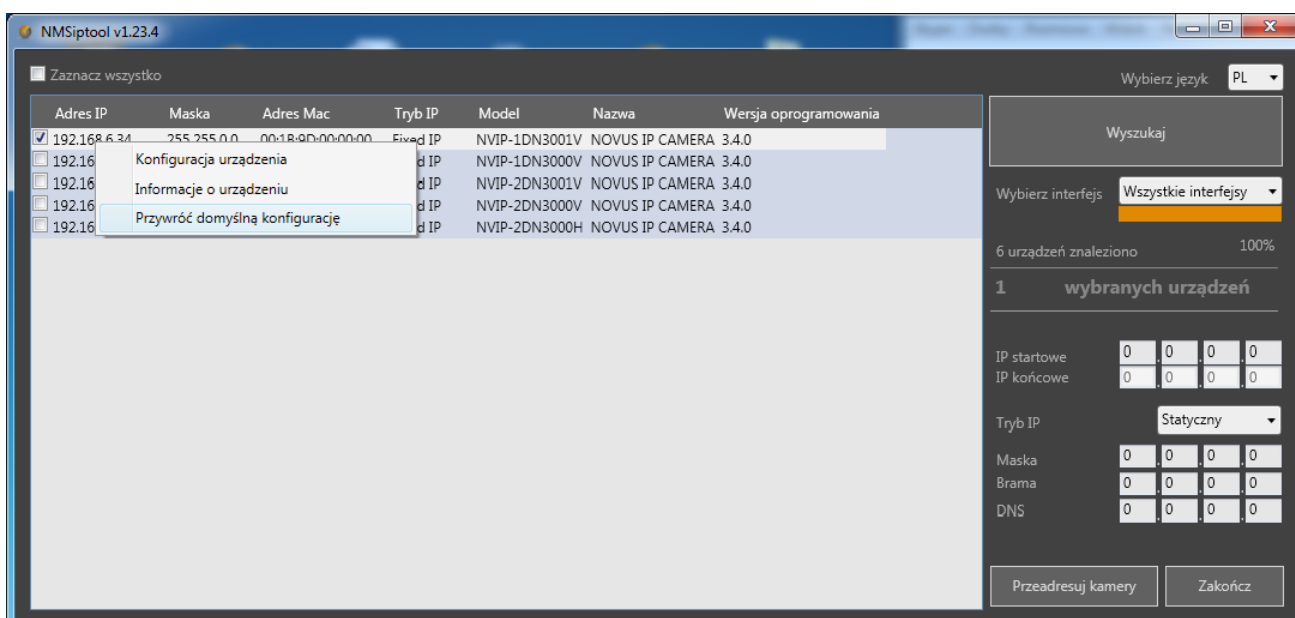 NMSiptool v1.23.4
Zaznacz wszystko
Wybierz język PL
Adres IP Maska Adres Mac Tryb IP Model Nazwa Wersja oprogramowania
192.168.6.34 255.255.0.0 00:1B:9D:00:00:00 Fixed IP NVIP-1DN3001V NOVUS IP CAMERA 3.4.0
192.16 d IP NVIP-1DN3000V NOVUS IP CAMERA 3.4.0
192.16 d IP NVIP-2DN3001V NOVUS IP CAMERA 3.4.0
192.16 d IP NVIP-2DN3000V NOVUS IP CAMERA 3.4.0
192.16 d IP NVIP-2DN3000H NOVUS IP CAMERA 3.4.0
Konfiguracja urządzenia
Informacje o urządzeniu
Przywróć domyślną konfigurację
Wyszukaj
Wybierz interfejs Wszystkie interfejsy
6 urządzeń znaleziono 100%
1 wybranych urządzeń
IP startowe 0 . 0 . 0 . 0
IP końcowe 0 . 0 . 0 . 0
Tryb IP Statyczny
Maska 0 . 0 . 0 . 0
Brama 0 . 0 . 0 . 0
DNS 0 . 0 . 0 . 0
Przeadresuj kamery Zakończ